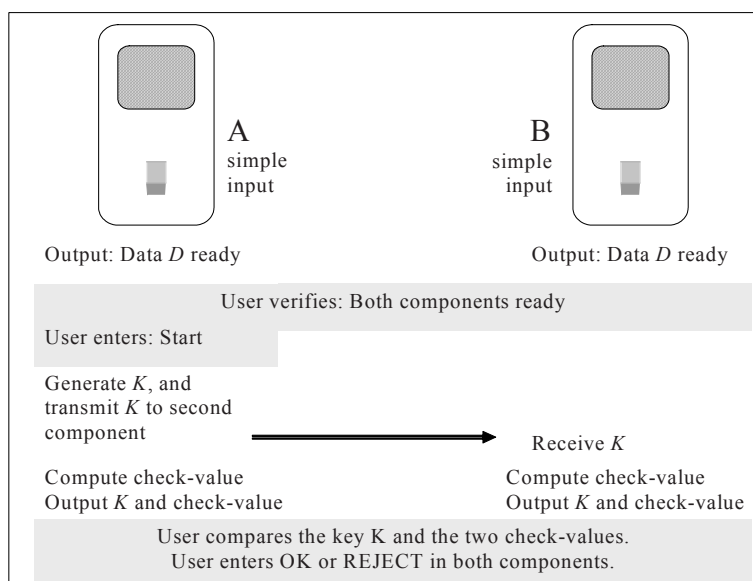 A
simple
input
B
simple
input
Output: Data D ready
Output: Data D ready
User verifies: Both components ready
User enters: Start
Generate K, and
transmit K to second
component
Receive K
Compute check-value
Output K and check-value
Compute check-value
Output K and check-value
User compares the key K and the two check-values.
User enters OK or REJECT in both components.